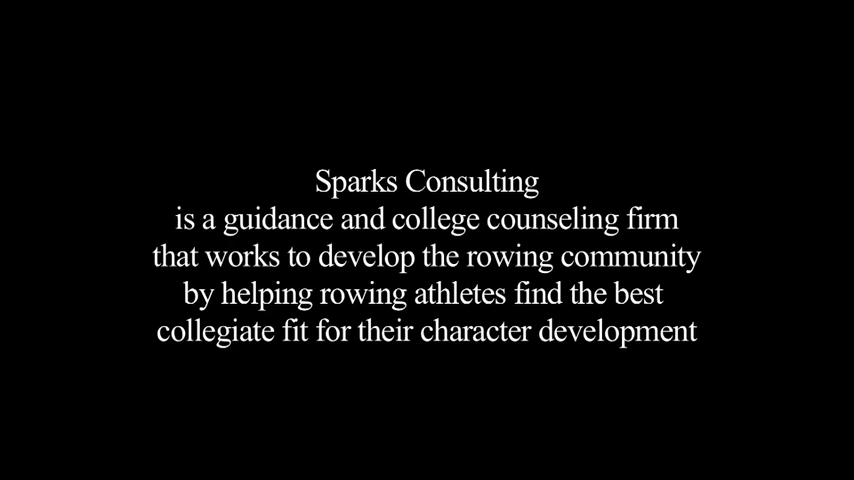 Sparks Consulting
is a guidance and college counseling firm
that works to develop the rowing community
by helping rowing athletes find the best
collegiate fit for their character development